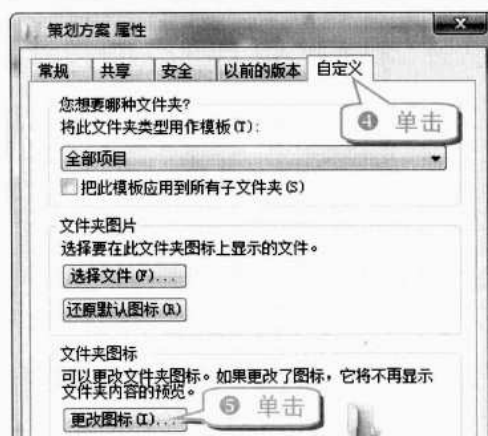 策划方案 属性
常规 共享 安全 以前的版本 自定义
您想要哪种文件夹?
将此文件夹类型用作模板(T):
❹ 单击
全部项目
把此模板应用到所有子文件夹(S)
文件夹图片
选择要在此文件夹图标上显示的文件。
选择文件(F)...
还原默认图标(R)
文件夹图标
可以更改文件夹图标。如果更改了图标，它将不再显示
文件夹内容的预览。
更改图标(I)...
❺ 单击